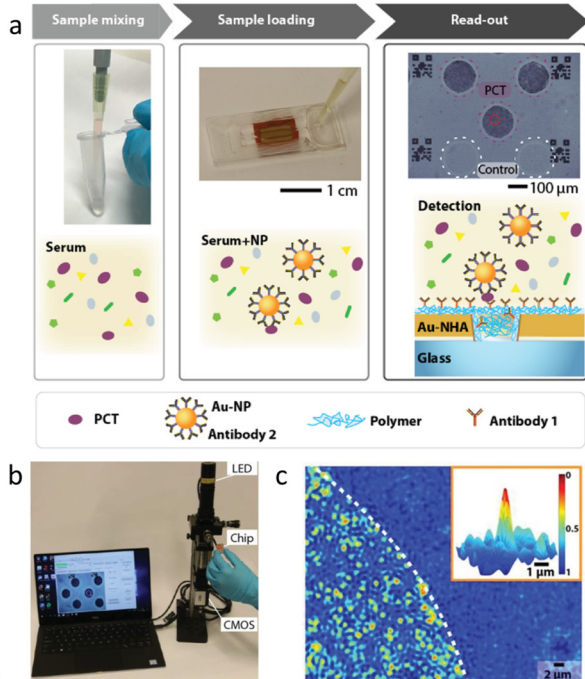 a
Sample mixing
Sample loading
Read-out
PCT
Control
1 cm
100 µm
Serum
Serum+NP
Detection
Au-NHA
Glass
PCT
Au-NP
Antibody 2
Polymer
Antibody 1
b
LED
Chip
CMOS
c
0
0.5
1
1 µm
2 µm